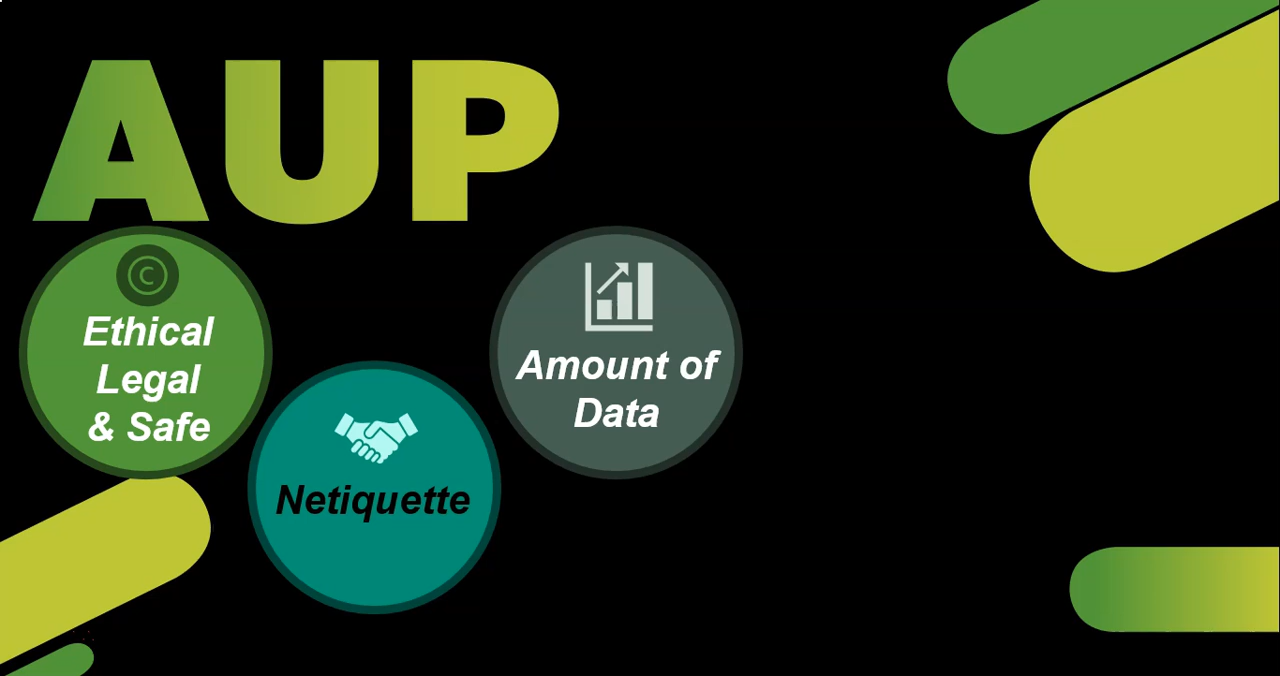 AUP
©
Ethical
Legal
& Safe
Netiquette
Amount of
Data